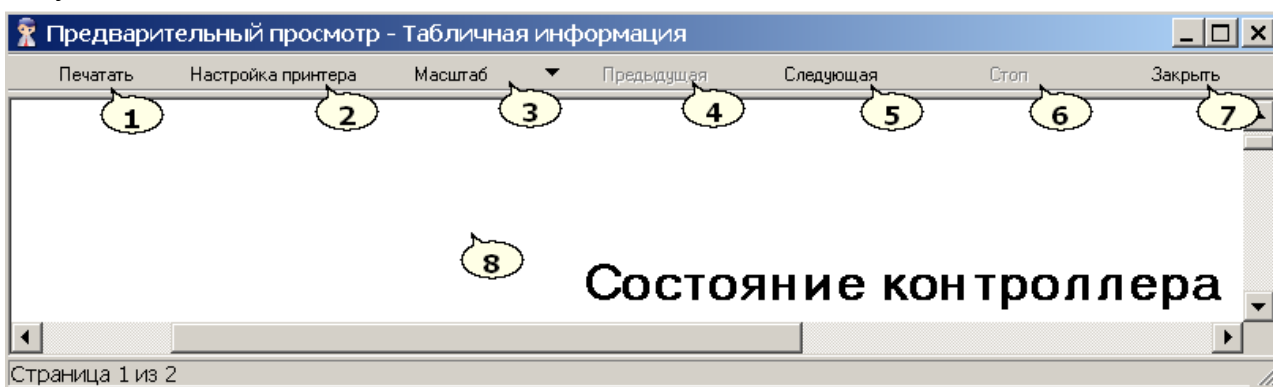 Предварительный просмотр - Табличная информация
Печатать Настройка принтера Масштаб Предыдущая Следующая Стоп Закрыть
1 2 3 4 5 6 7
8
Состояние контроллера
Страница 1 из 2